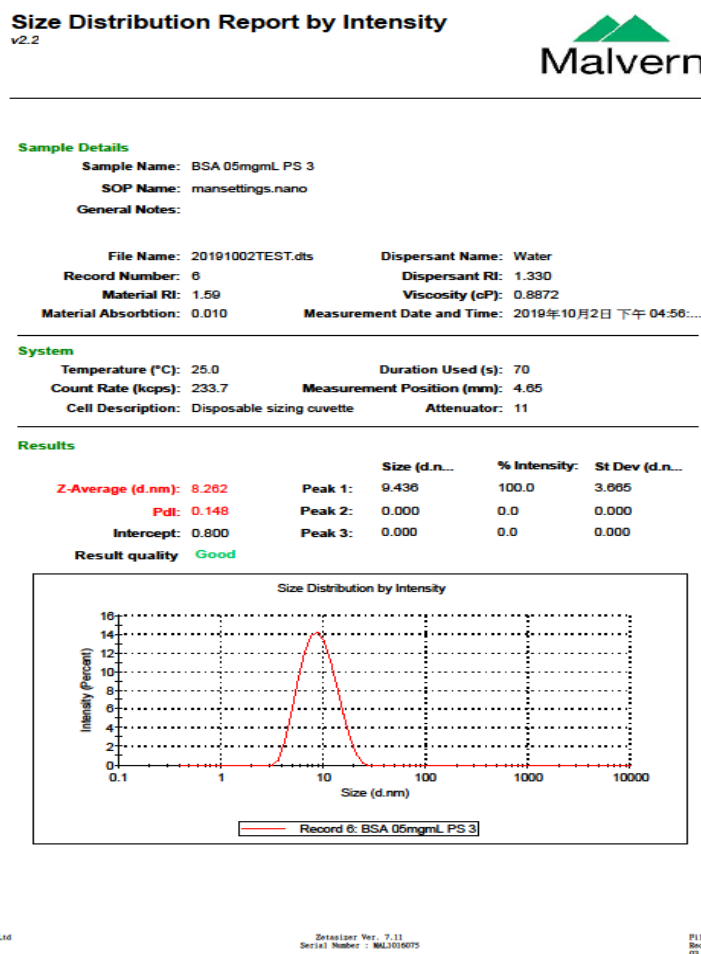 Size Distribution Report by Intensity
v2.2
Malvern
Sample Details
Sample Name: BSA 05mgmL PS 3
SOP Name: mansettings.nano
General Notes:
File Name: 20191002TEST.dts Dispersant Name: Water
Record Number: 6 Dispersant RI: 1.330
Material RI: 1.59 Viscosity (cP): 0.8872
Material Absorbtion: 0.010 Measurement Date and Time: 2019年10月2日 下午 04:56:...
System
Temperature (°C): 25.0 Duration Used (s): 70
Count Rate (kcps): 233.7 Measurement Position (mm): 4.65
Cell Description: Disposable sizing cuvette Attenuator: 11
Results
Size (d.n... % Intensity: St Dev (d.n...
Z-Average (d.nm): 8.262 Peak 1: 9.436 100.0 3.665
PdI: 0.148 Peak 2: 0.000 0.0 0.000
Intercept: 0.800 Peak 3: 0.000 0.0 0.000
Result quality Good
Size Distribution by Intensity
Intensity (Percent)
16
14
12
10
8
6
4
2
0
0.1 1 10 100 1000 10000
Size (d.nm)
Record 6: BSA 05mgmL PS 3
Ltd Zetasizer Ver. 7.11
Serial Number : MAL1016075